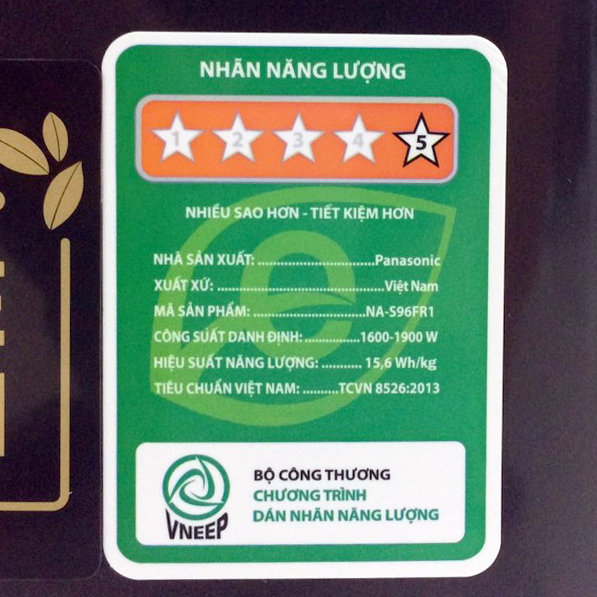 NHÃN NĂNG LƯỢNG
1 2 3 4 5
NHIỀU SAO HƠN - TIẾT KIỆM HƠN
NHÀ SẢN XUẤT: ............................Panasonic
XUẤT XỨ: .........................................Việt Nam
MÃ SẢN PHẨM: ............................NA-S96FR1
CÔNG SUẤT DANH ĐỊNH: ................1600-1900 W
HIỆU SUẤT NĂNG LƯỢNG: ............ 15,6 Wh/kg
TIÊU CHUẨN VIỆT NAM: ..........TCVN 8526:2013
BỘ CÔNG THƯƠNG
CHƯƠNG TRÌNH
DÁN NHÃN NĂNG LƯỢNG
VNEEP